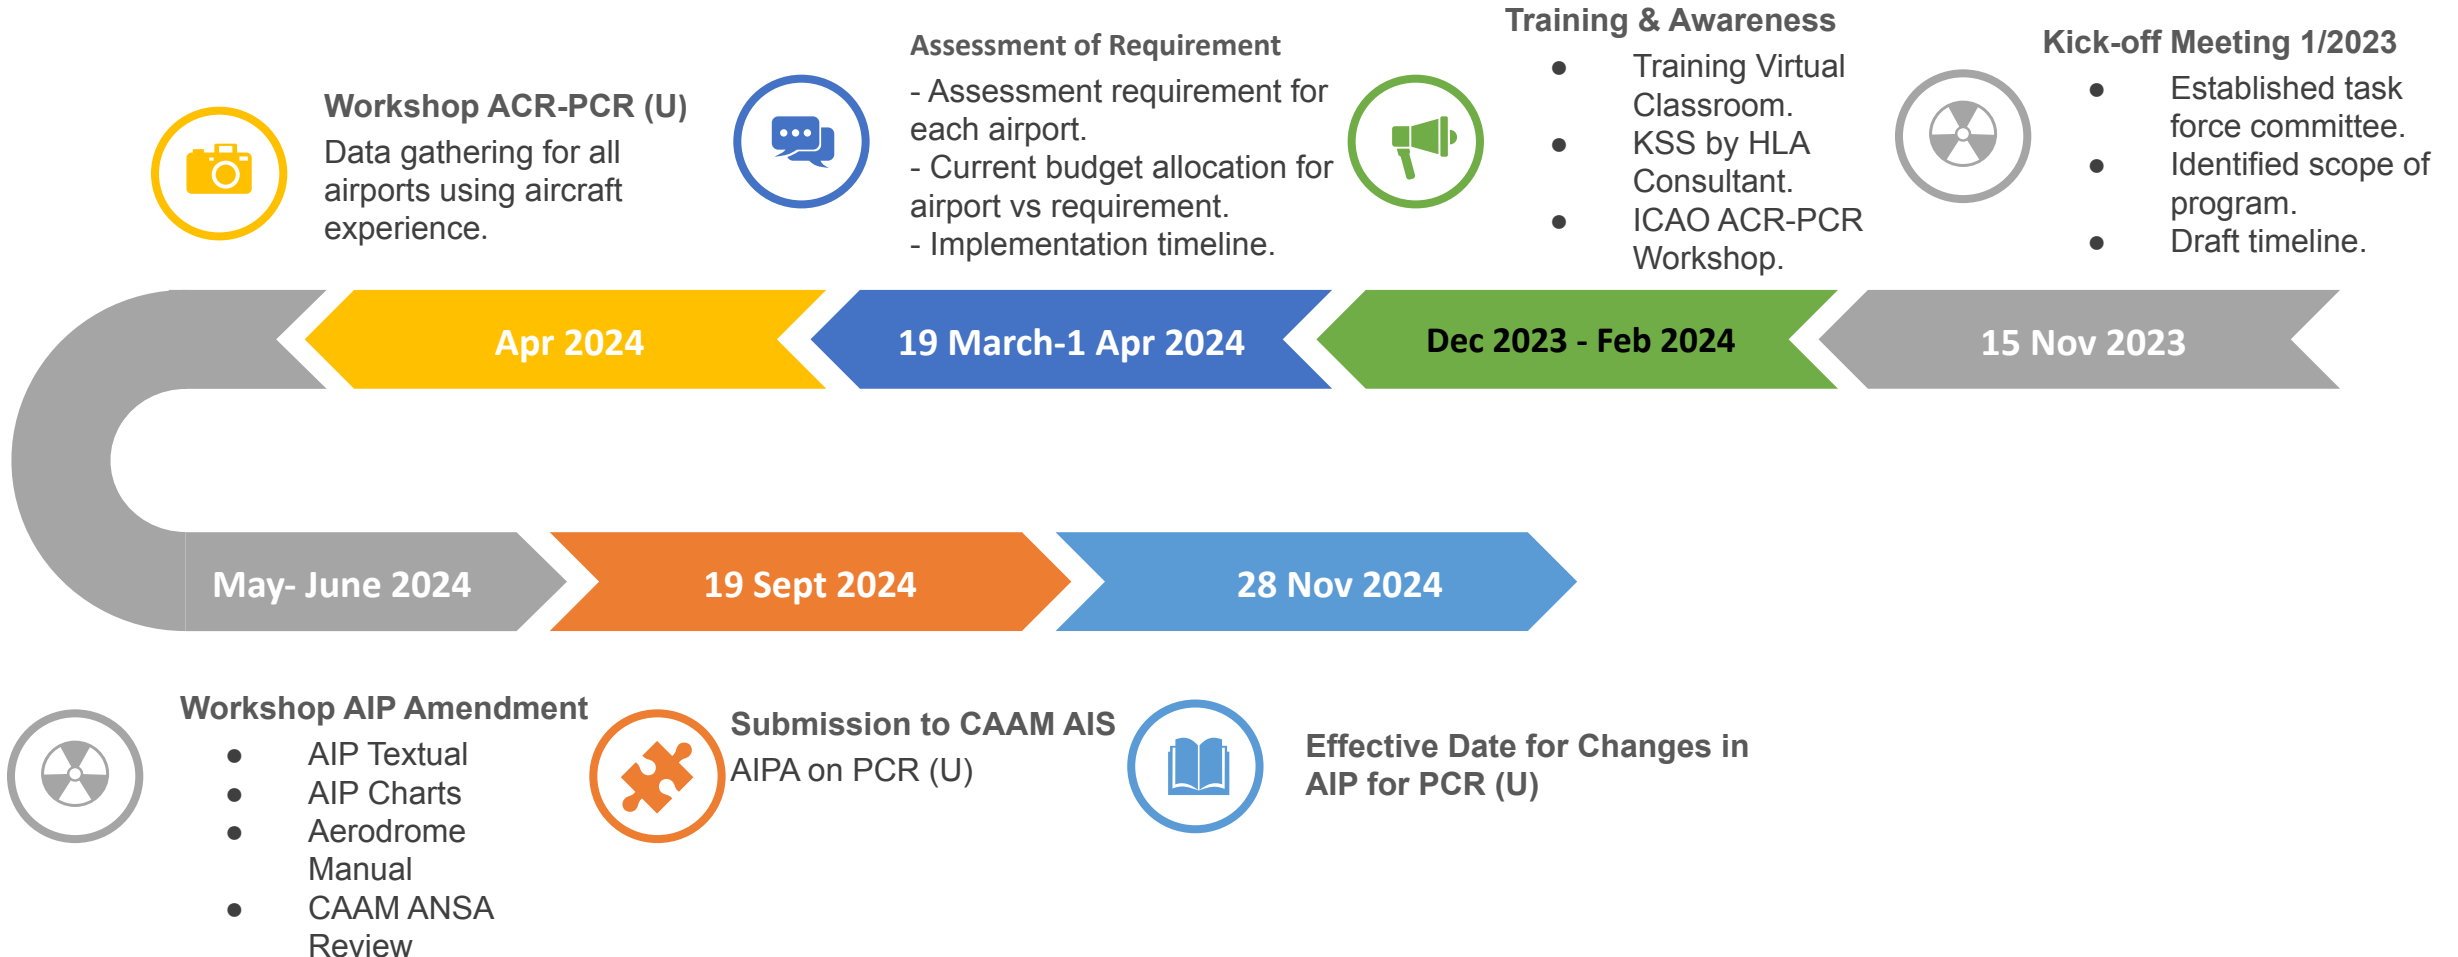 Workshop ACR-PCR (U)
Data gathering for all
airports using aircraft
experience.
Assessment of Requirement
- Assessment requirement for
each airport.
- Current budget allocation for
airport vs requirement.
- Implementation timeline.
Training & Awareness
● Training Virtual
Classroom.
● KSS by HLA
Consultant.
● ICAO ACR-PCR
Workshop.
Kick-off Meeting 1/2023
● Established task
force committee.
● Identified scope of
program.
● Draft timeline.
Apr 2024
19 March-1 Apr 2024
Dec 2023 - Feb 2024
15 Nov 2023
May- June 2024
19 Sept 2024
28 Nov 2024
Workshop AIP Amendment
● AIP Textual
● AIP Charts
● Aerodrome
Manual
● CAAM ANSA
Review
Submission to CAAM AIS
AIPA on PCR (U)
Effective Date for Changes in
AIP for PCR (U)